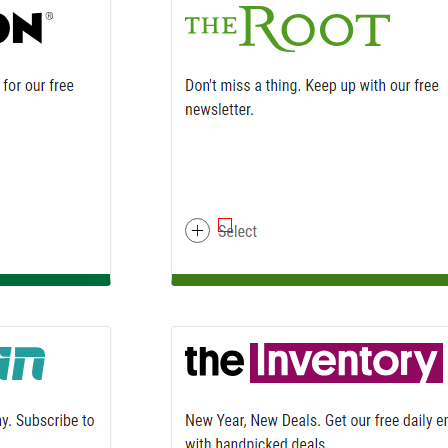 THE ROOT
for our free
Don't miss a thing. Keep up with our free
newsletter.
Select
the Inventory
Subscribe to
New Year, New Deals. Get our free daily
with handpicked deals